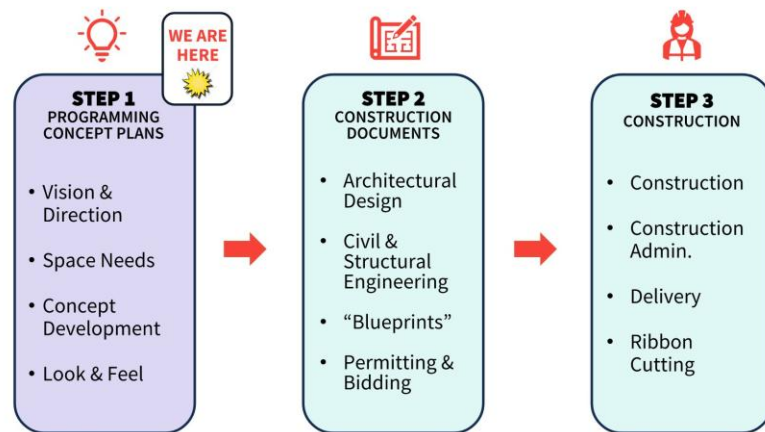 WE ARE
HERE
STEP 1
PROGRAMMING
CONCEPT PLANS
• Vision &
Direction
• Space Needs
• Concept
Development
• Look & Feel
STEP 2
CONSTRUCTION
DOCUMENTS
• Architectural
Design
• Civil &
Structural
Engineering
• “Blueprints”
• Permitting &
Bidding
STEP 3
CONSTRUCTION
• Construction
• Construction
Admin.
• Delivery
• Ribbon
Cutting